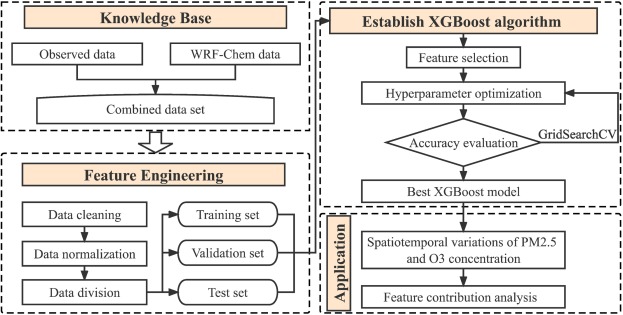 Knowledge Base
Observed data
WRF-Chem data
Combined data set
Feature Engineering
Data cleaning
Data normalization
Data division
Training set
Validation set
Test set
Establish XGBoost algorithm
Feature selection
Hyperparameter optimization
Accuracy evaluation
GridSearchCV
Best XGBoost model
Application
Spatiotemporal variations of PM2.5
and O3 concentration
Feature contribution analysis